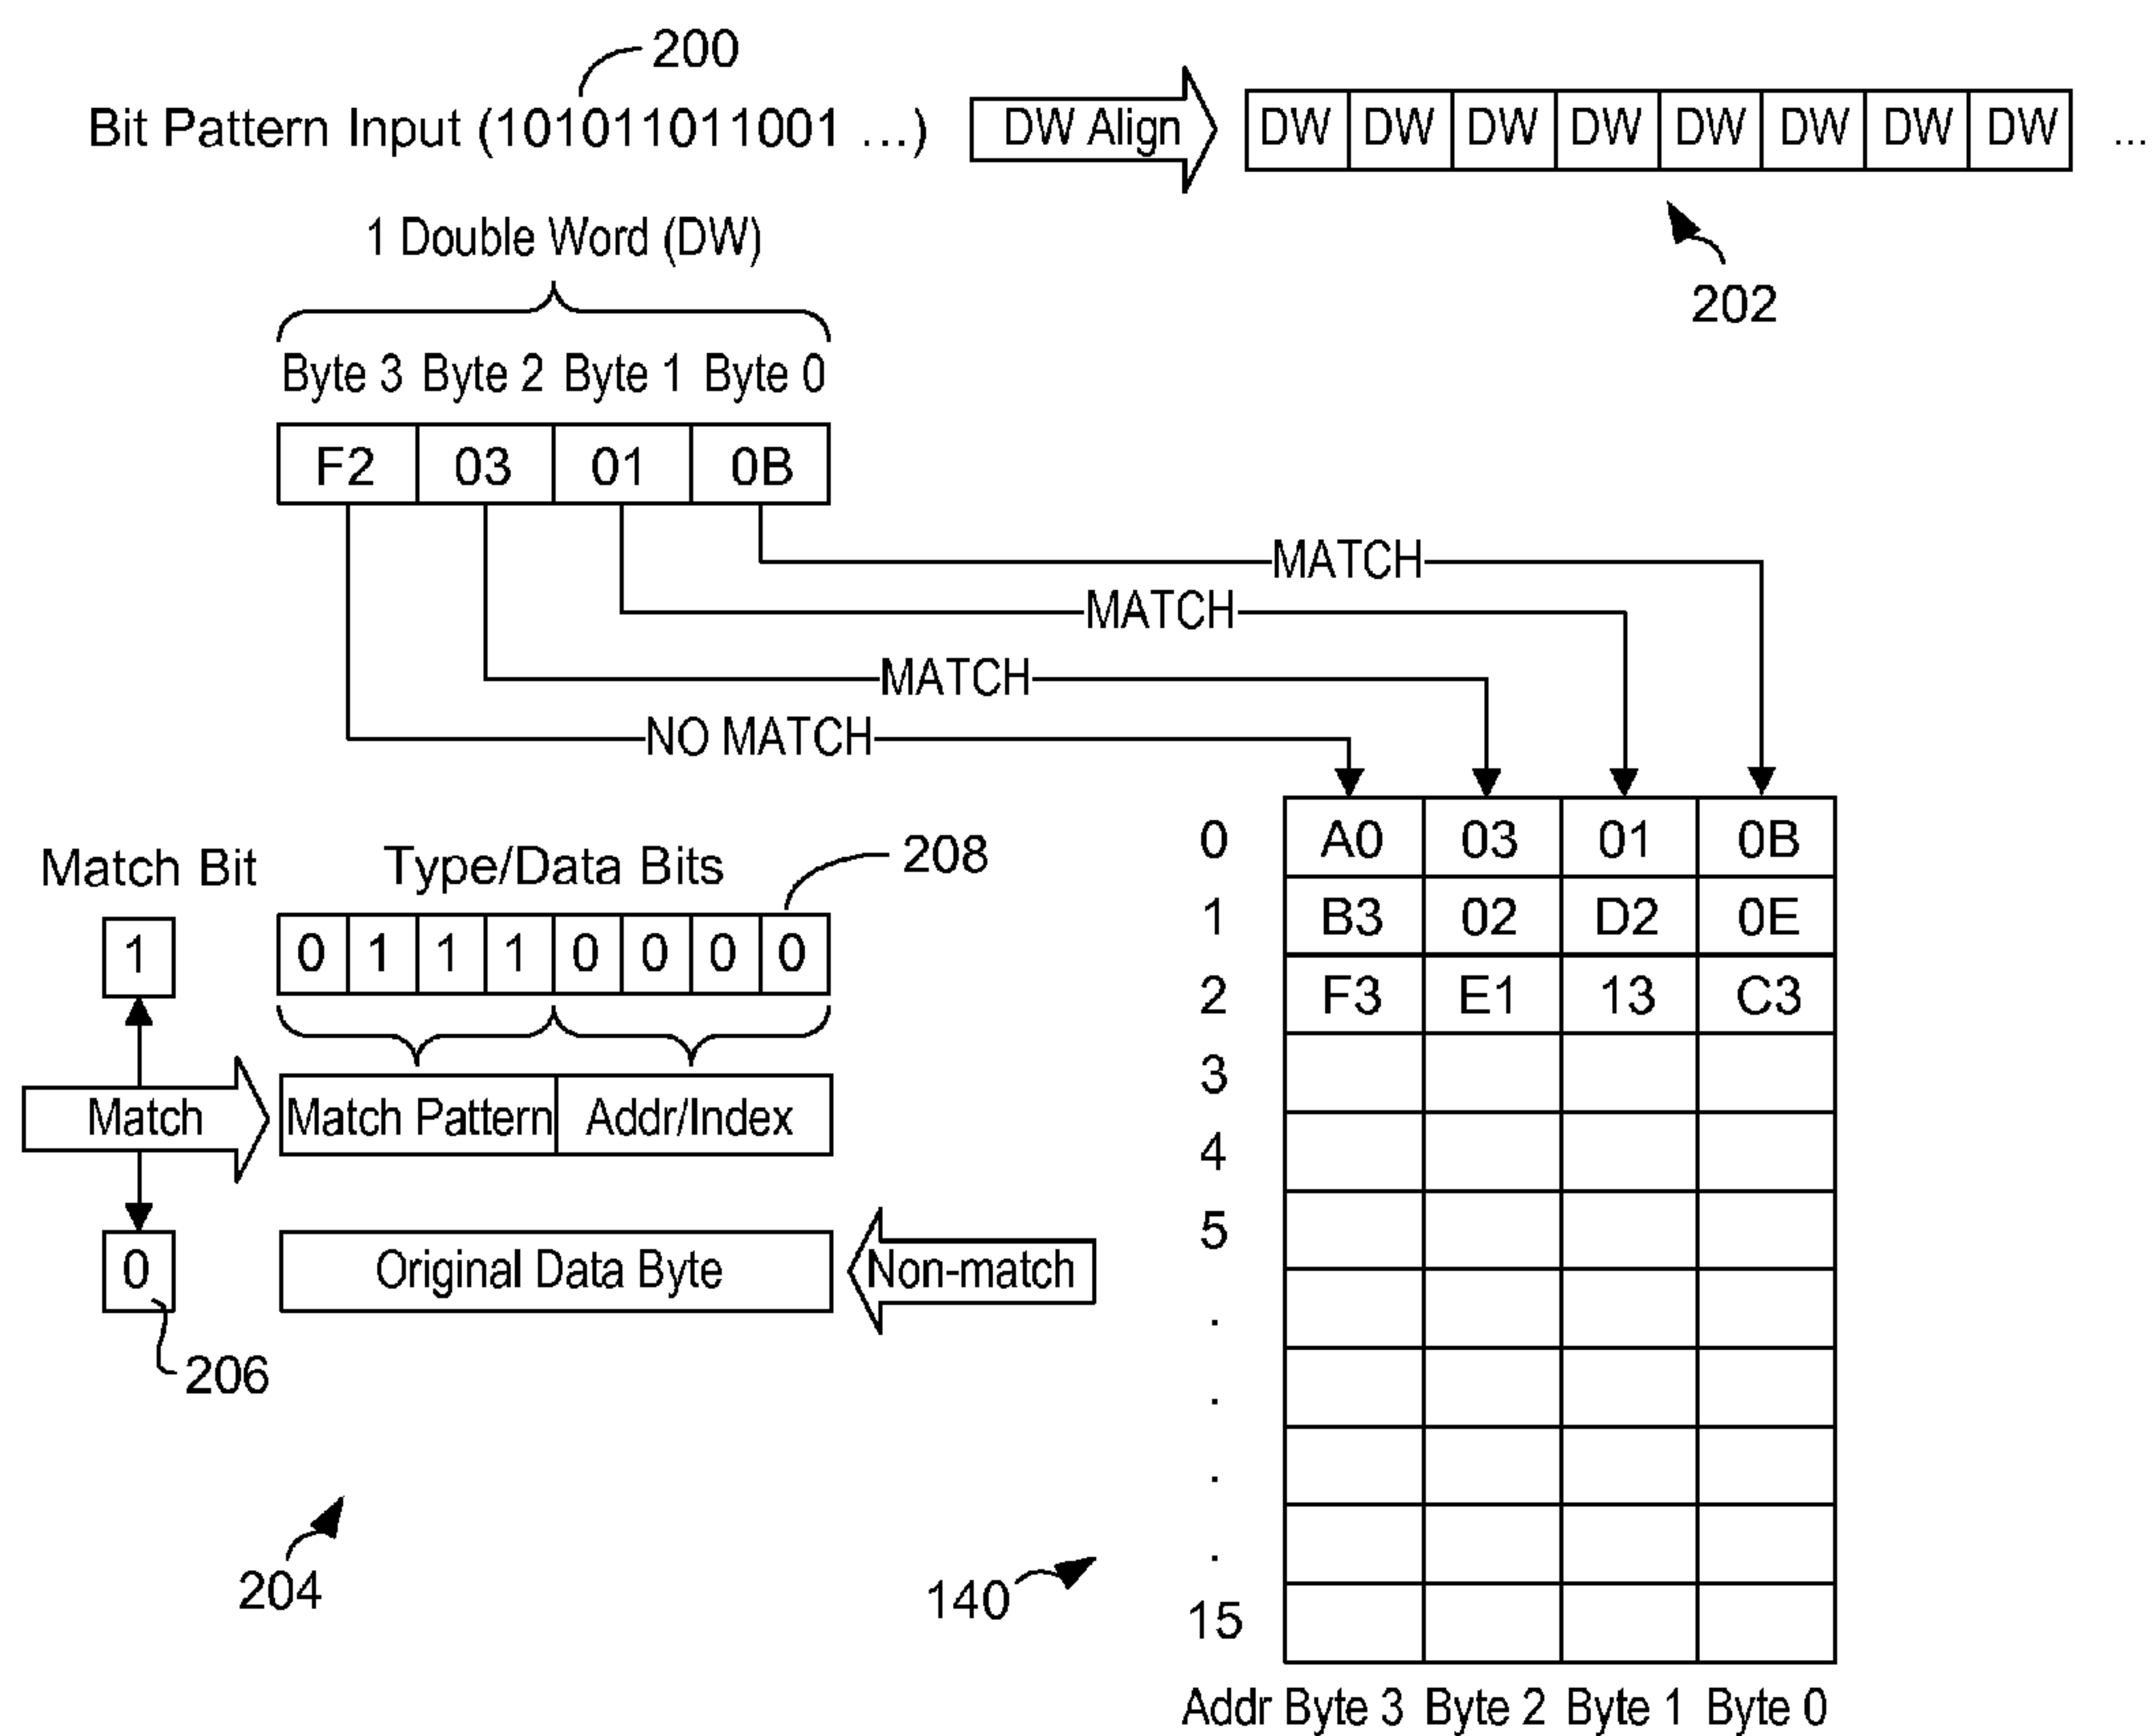 200
Bit Pattern Input (101011011001 ...) DW Align DW DW DW DW DW DW DW DW ...
202
1 Double Word (DW)
Byte 3 Byte 2 Byte 1 Byte 0
F2 03 01 0B
MATCH
MATCH
MATCH
NO MATCH
Match Bit Type/Data Bits 208
1 0 1 1 1 0 0 0 0
Match Match Pattern Addr/Index
0 Original Data Byte Non-match
206
204
140
0 A0 03 01 0B
1 B3 02 D2 0E
2 F3 E1 13 C3
3
4
5
.
.
.
.
15
Addr Byte 3 Byte 2 Byte 1 Byte 0